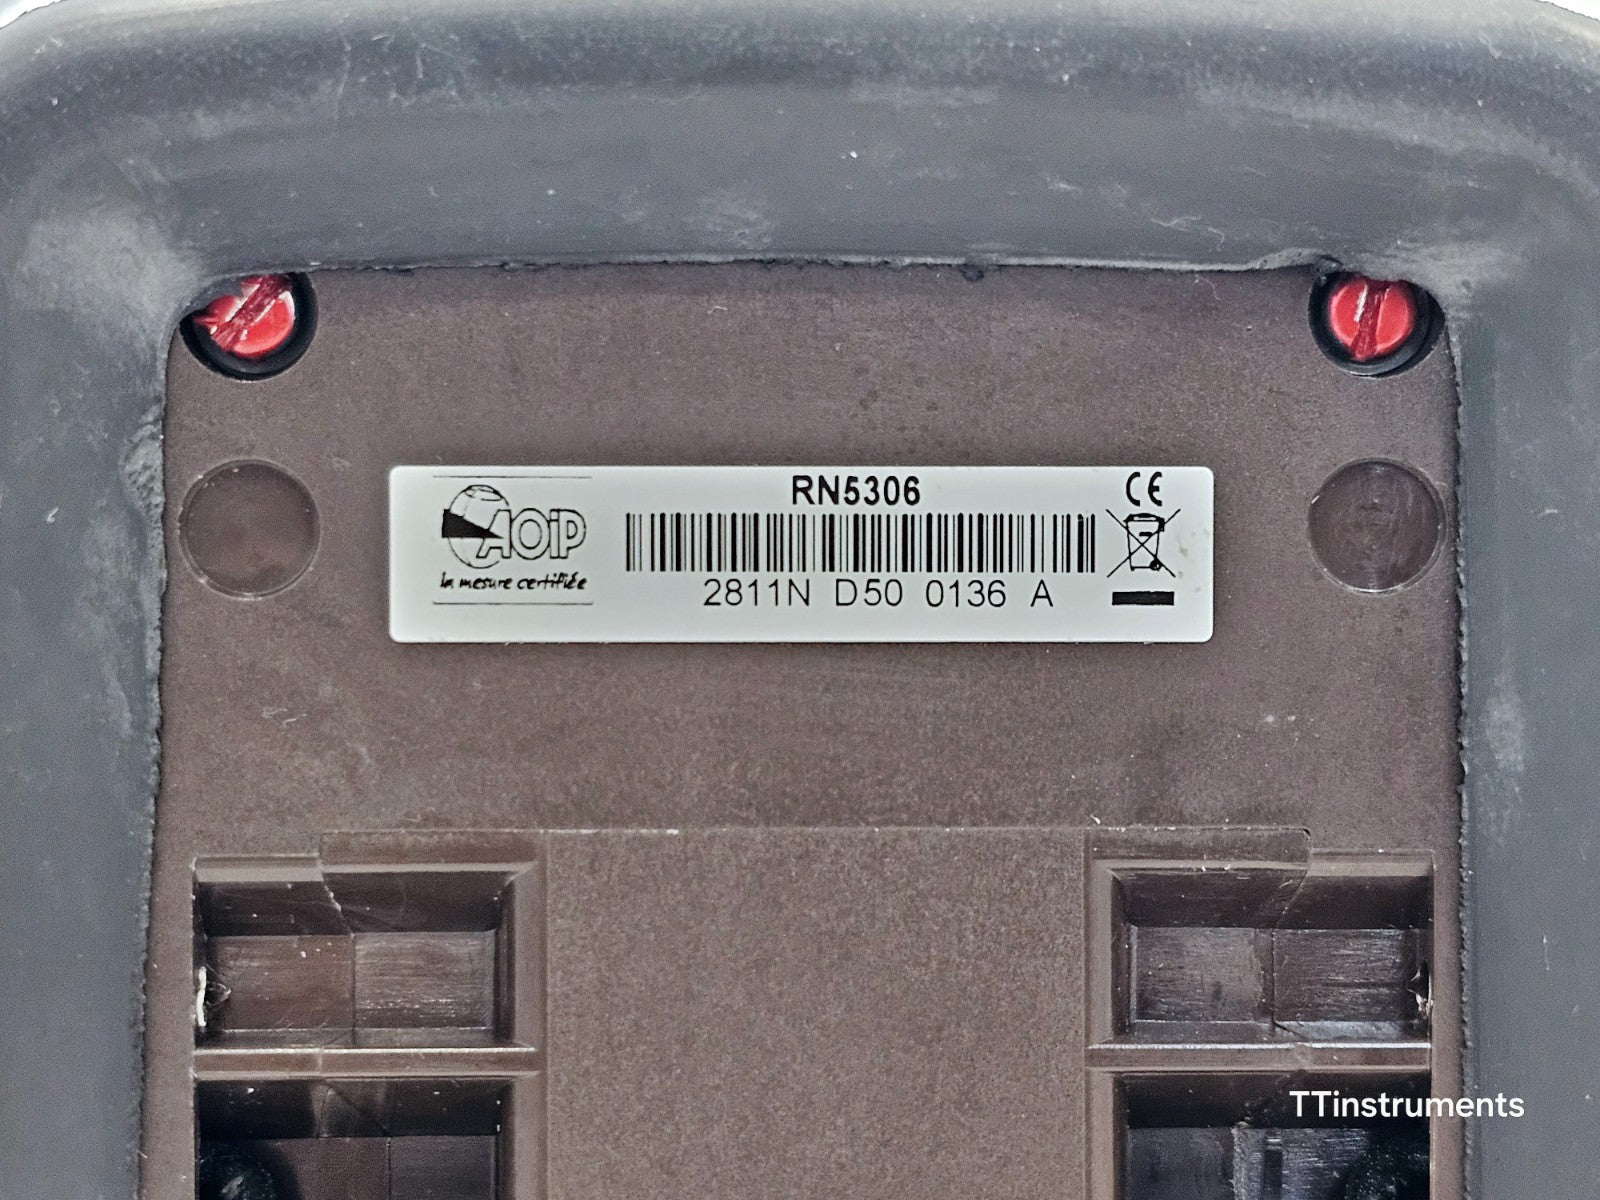 RN5306
CE
AOiP
la mesure certifiée
2811N D50 0136 A
TTinstruments